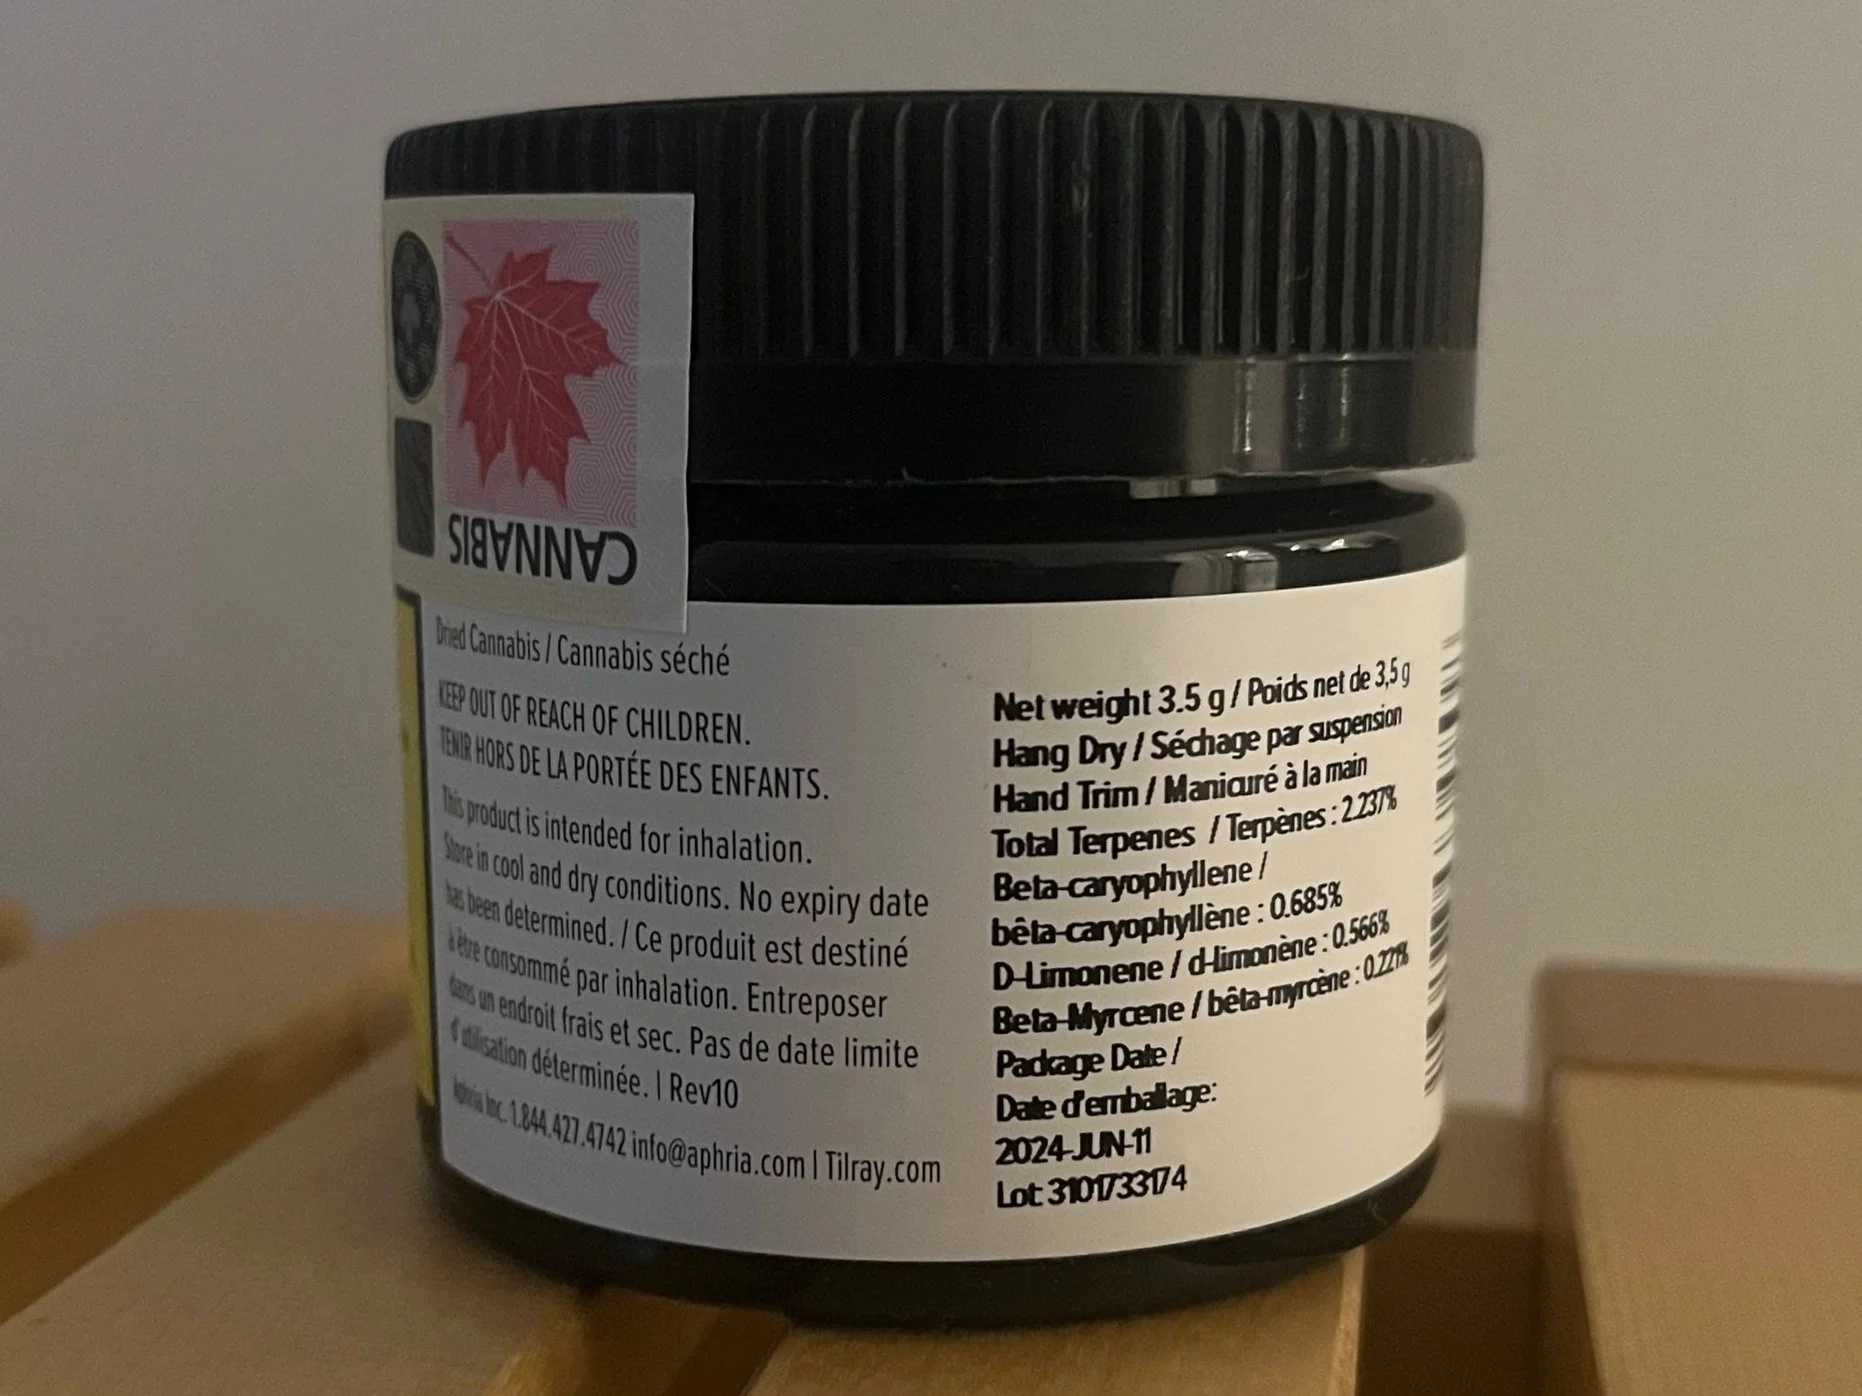 CANNABIS
Dried Cannabis / Cannabis séché
KEEP OUT OF REACH OF CHILDREN.
TENIR HORS DE LA PORTÉE DES ENFANTS.
This product is intended for inhalation.
Store in cool and dry conditions. No expiry date
has been determined. / Ce produit est destiné
à être consommé par inhalation. Entreposer
dans un endroit frais et sec. Pas de date limite
d'utilisation déterminée. | Rev10
Aphria Inc. 1.844.427.4742 info@aphria.com | Tilray.com
Net weight 3.5 g / Poids net de 3,5 g
Hang Dry / Séchage par suspension
Hand Trim / Manicuré à la main
Total Terpenes / Terpènes : 2.237%
Beta-caryophyllene /
bêta-caryophyllène : 0.685%
D-Limonene / d-limonène : 0.566%
Beta-Myrcene / bêta-myrcène : 0.221%
Package Date /
Date d'emballage:
2024-JUN-11
Lot: 3101733174